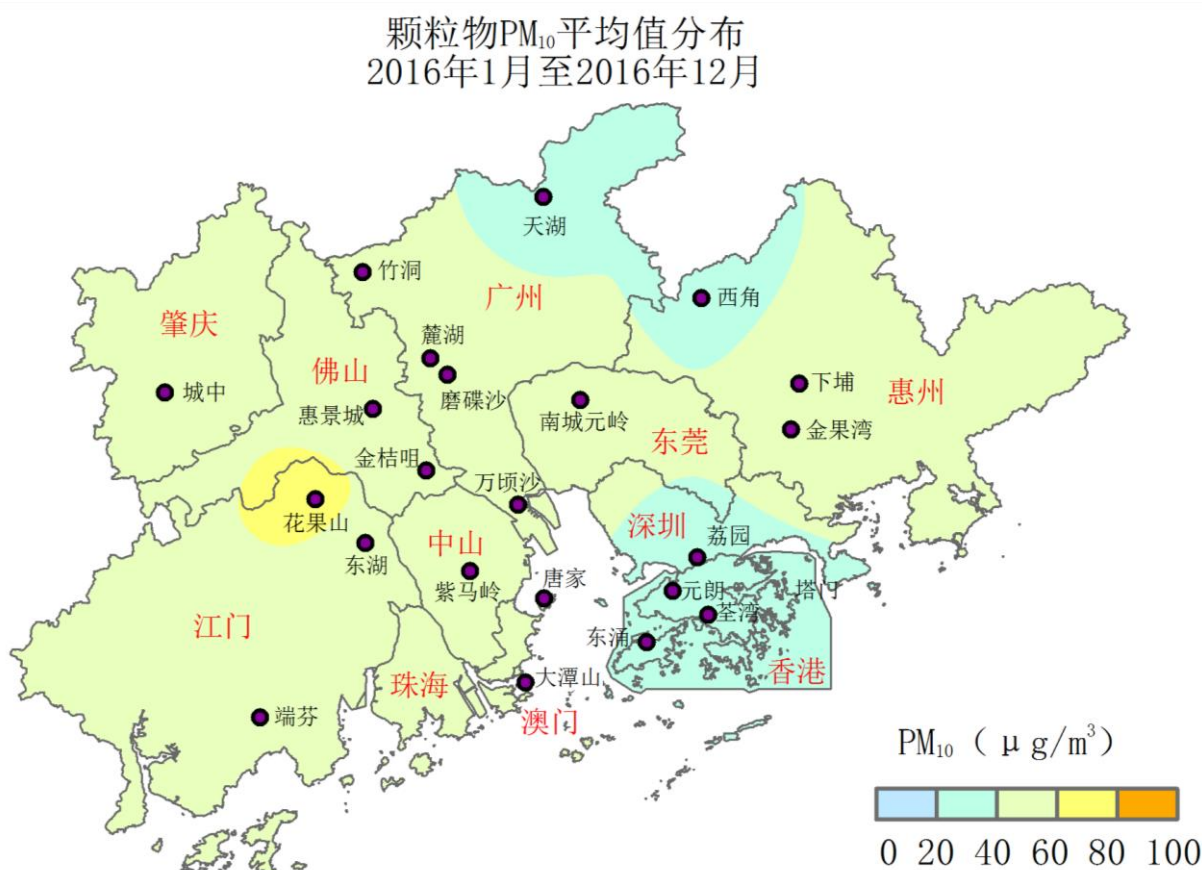 颗粒物PM₁₀平均值分布
2016年1月至2016年12月
天湖
竹洞
广州
西角
肇庆
麓湖
佛山
磨碟沙
下埔
惠州
城中
惠景城
南城元岭
东莞
金果湾
金桔咀
万顷沙
花果山
深圳
东湖
中山
荔园
紫马岭
唐家
元朗
塔门
荃湾
江门
东涌
香港
珠海
大潭山
澳门
端芬
PM₁₀ (μg/m³)
0 20 40 60 80 100